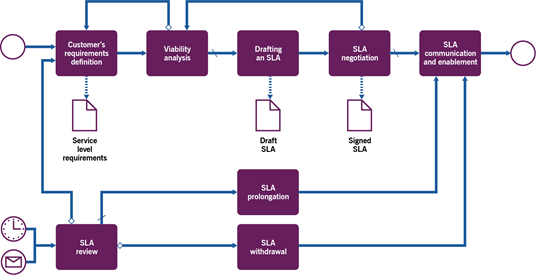 Customer's
requirements
definition
Viability
analysis
Drafting
an SLA
SLA
negotiation
SLA
communication
and enablement
Service
level
requirements
Draft
SLA
Signed
SLA
SLA
prolongation
SLA
review
SLA
withdrawal